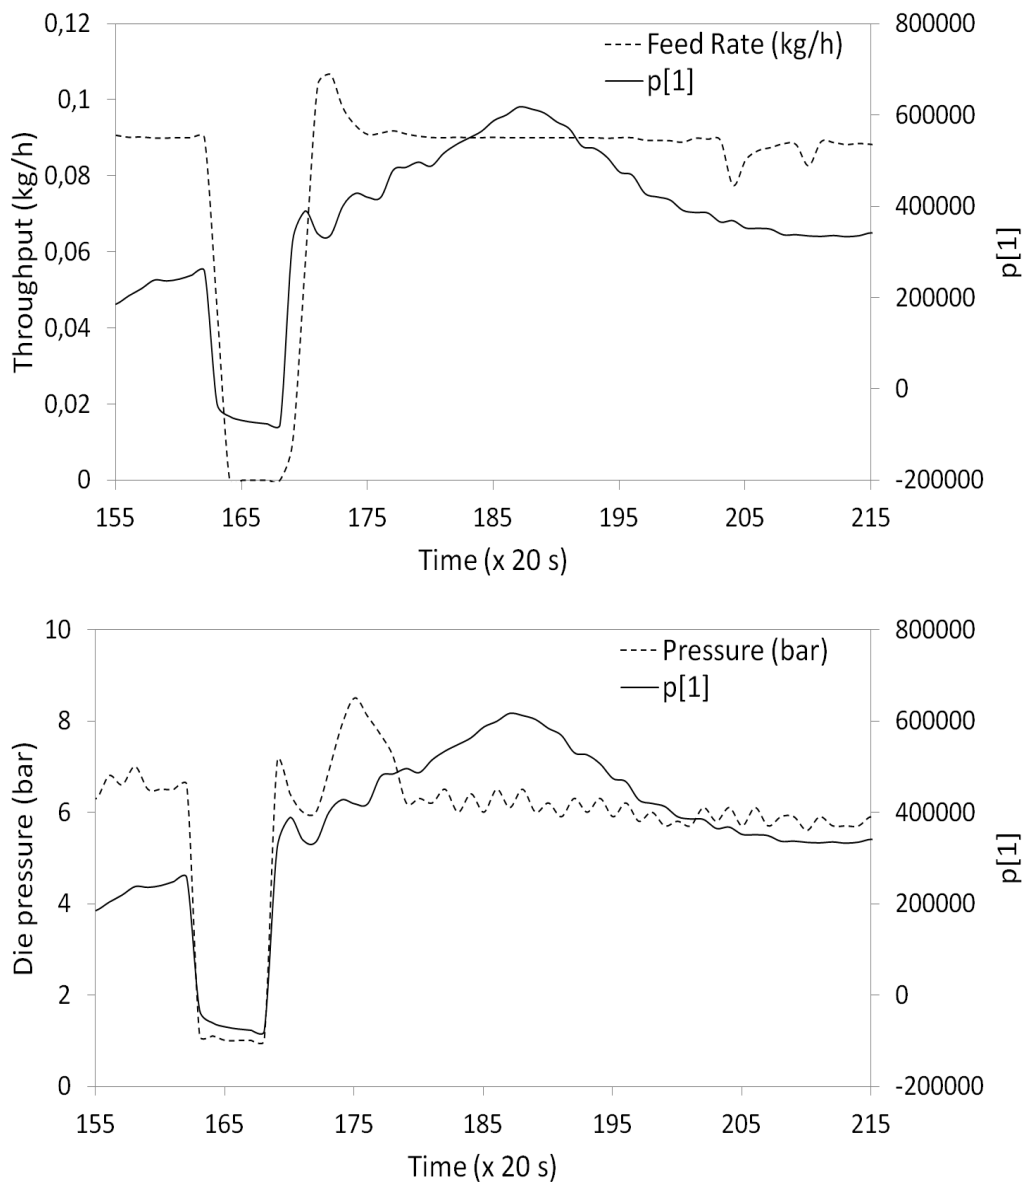 0,12
0,1
0,08
0,06
0,04
0,02
0
Throughput (kg/h)
Feed Rate (kg/h)
p[1]
800000
600000
400000
200000
0
-200000
p[1]
155 165 175 185 195 205 215
Time (x 20 s)
10
8
6
4
2
0
Die pressure (bar)
Pressure (bar)
p[1]
800000
600000
400000
200000
0
-200000
p[1]
155 165 175 185 195 205 215
Time (x 20 s)